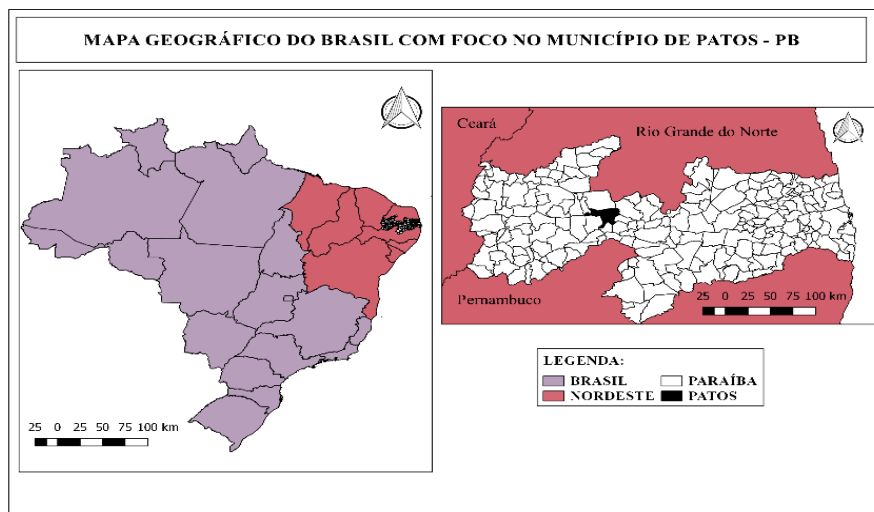 MAPA GEOGRÁFICO DO BRASIL COM FOCO NO MUNICÍPIO DE PATOS - PB
Ceará
Rio Grande do Norte
Pernambuco
25 0 25 50 75 100 km
25 0 25 50 75 100 km
LEGENDA:
BRASIL PARAÍBA
NORDESTE PATOS